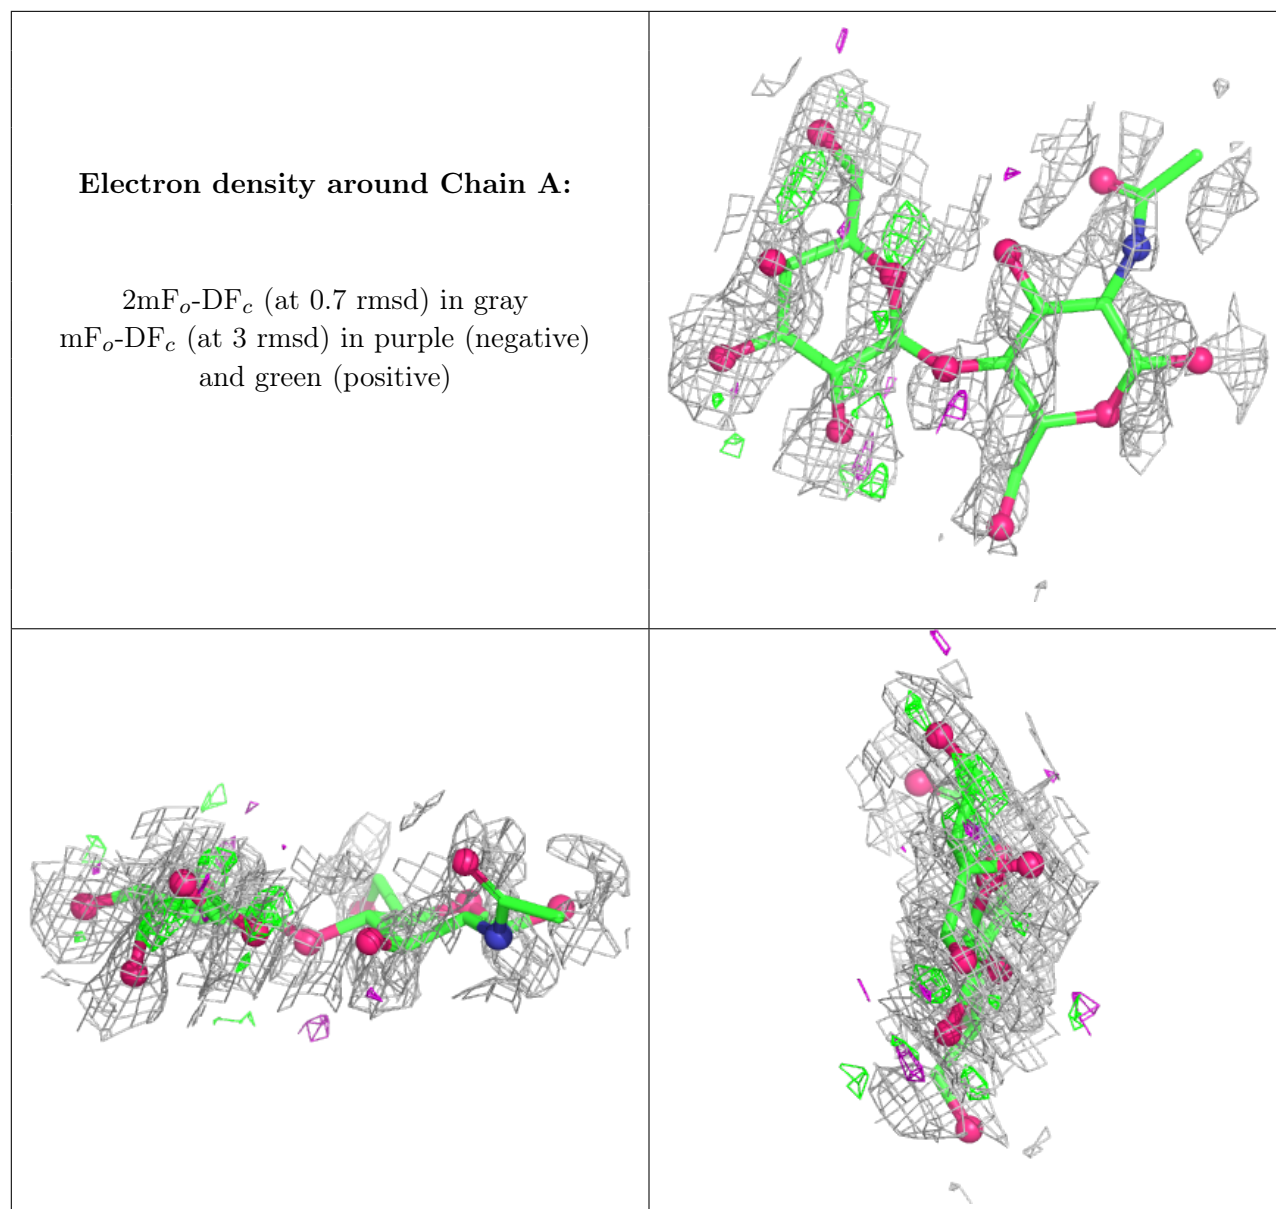 Electron density around Chain A:
2mFₒ-DF𝒸 (at 0.7 rmsd) in gray
mFₒ-DF𝒸 (at 3 rmsd) in purple (negative)
and green (positive)